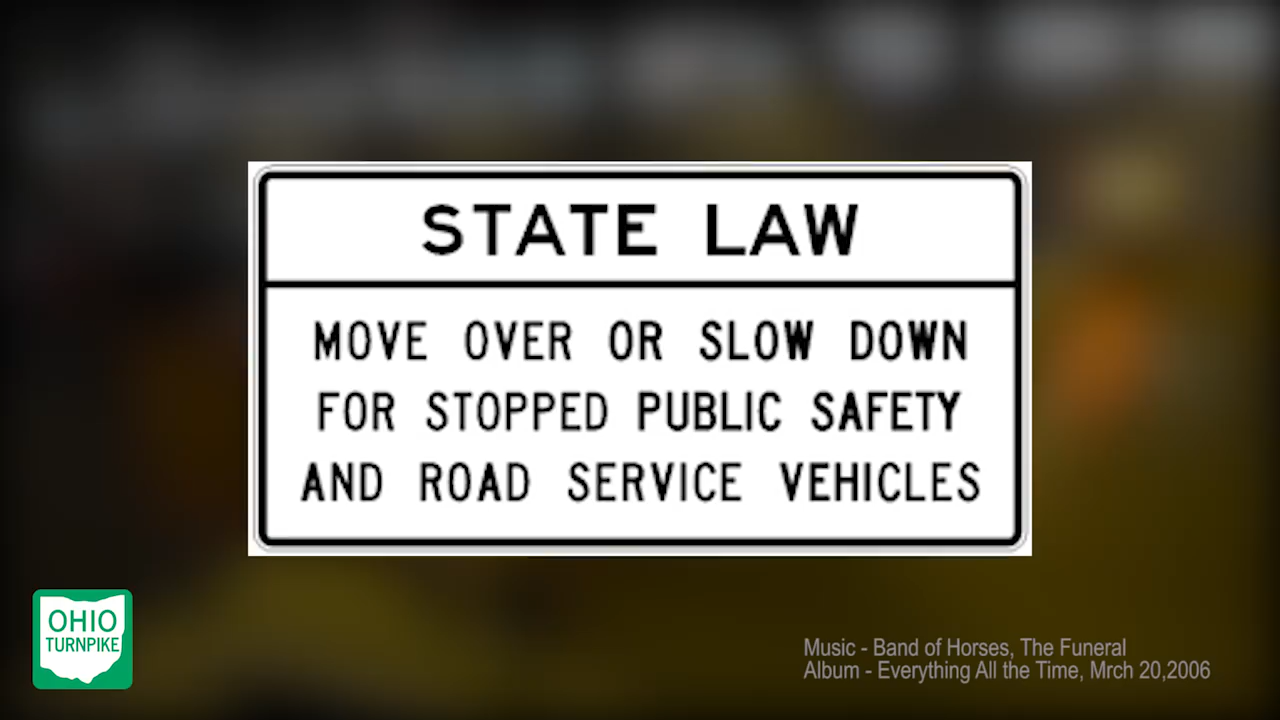 STATE LAW
MOVE OVER OR SLOW DOWN
FOR STOPPED PUBLIC SAFETY
AND ROAD SERVICE VEHICLES
OHIO
TURNPIKE
Music - Band of Horses, The Funeral
Album - Everything All the Time, Mrch 20,2006